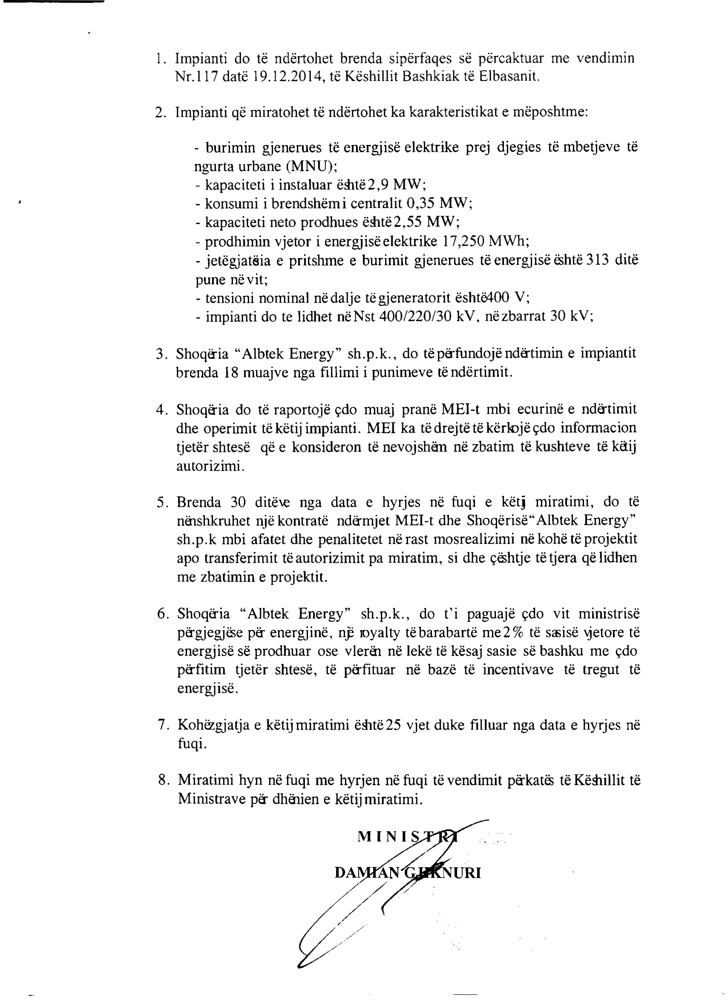 1. Impianti do të ndërtohet brenda sipërfaqes së përcaktuar me vendimin
Nr.117 datë 19.12.2014, të Këshillit Bashkiak të Elbasanit.
2. Impianti që miratohet të ndërtohet ka karakteristikat e mëposhtme:
- burimin gjenerues të energjisë elektrike prej djegies të mbetjeve të
ngurta urbane (MNU);
- kapaciteti i instaluar është 2,9 MW;
- konsumi i brendshëm i centralit 0,35 MW;
- kapaciteti neto prodhues është 2,55 MW;
- prodhimin vjetor i energjisë elektrike 17,250 MWh;
- jetëgjatësia e pritshme e burimit gjenerues të energjisë është 313 ditë
pune në vit;
- tensioni nominal në dalje të gjeneratorit është 400 V;
- impianti do te lidhet në Nst 400/220/30 kV, në zbarrat 30 kV;
3. Shoqëria “Albtek Energy” sh.p.k., do të përfundojë ndërtimin e impiantit
brenda 18 muajve nga fillimi i punimeve të ndërtimit.
4. Shoqëria do të raportojë çdo muaj pranë MEI-t mbi ecurinë e ndërtimit
dhe operimit të këtij impianti. MEI ka të drejtë të kërkojë çdo informacion
tjetër shtesë që e konsideron të nevojshëm në zbatim të kushteve të këtij
autorizimi.
5. Brenda 30 ditëve nga data e hyrjes në fuqi e këtij miratimi, do të
nënshkruhet një kontratë ndërmjet MEI-t dhe Shoqërisë “Albtek Energy”
sh.p.k mbi afatet dhe penalitetet në rast mosrealizimi në kohë të projektit
apo transferimit të autorizimit pa miratim, si dhe çështje të tjera që lidhen
me zbatimin e projektit.
6. Shoqëria “Albtek Energy” sh.p.k., do t’i paguajë çdo vit ministrisë
përgjegjëse për energjinë, një royalty të barabartë me 2% të sasisë vjetore të
energjisë së prodhuar ose vlerën në lekë të kësaj sasie së bashku me çdo
përfitim tjetër shtesë, të përfituar në bazë të incentivave të tregut të
energjisë.
7. Kohëzgjatja e këtij miratimi është 25 vjet duke filluar nga data e hyrjes në
fuqi.
8. Miratimi hyn në fuqi me hyrjen në fuqi të vendimit përkatës të Këshillit të
Ministrave për dhënien e këtij miratimi.
MINISTRI
DAMIAN GJIKNURI